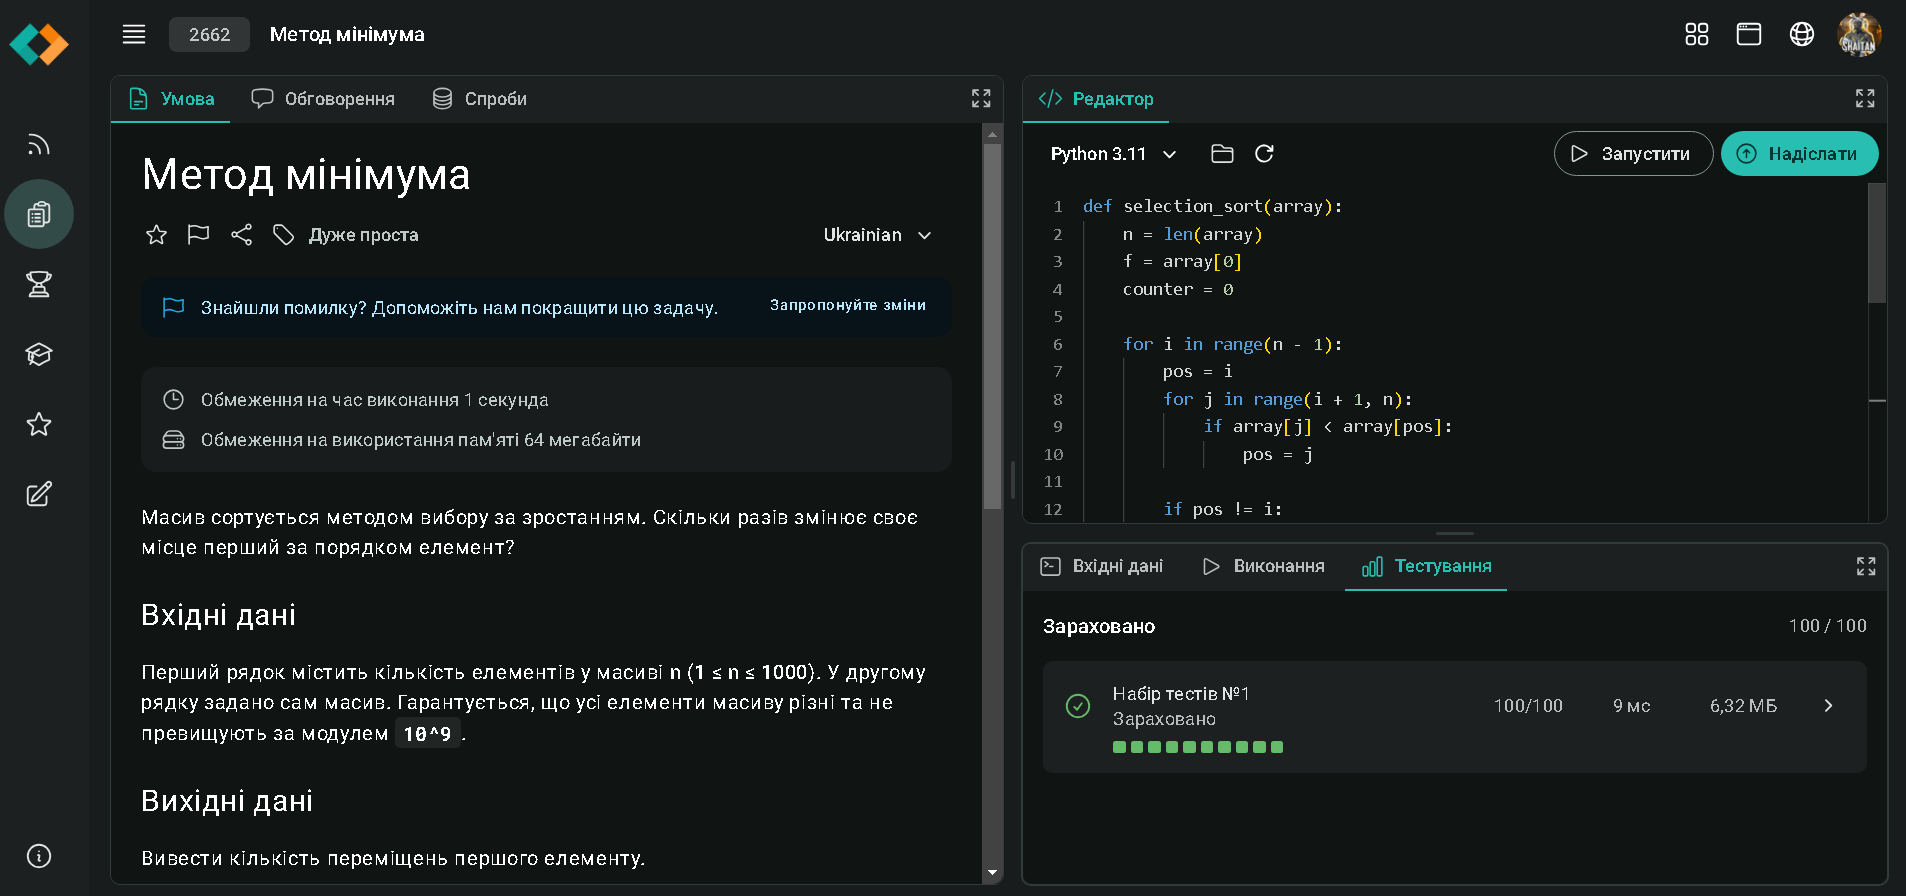 2662 Метод мінімума
SHAITAN
Умова Обговорення Спроби
Метод мінімума
Дуже проста Ukrainian
Знайшли помилку? Допоможіть нам покращити цю задачу. Запропонуйте зміни
Обмеження на час виконання 1 секунда
Обмеження на використання пам'яті 64 мегабайти
Масив сортується методом вибору за зростанням. Скільки разів змінює своє
місце перший за порядком елемент?
Вхідні дані
Перший рядок містить кількість елементів у масиві n (1 ≤ n ≤ 1000). У другому
рядку задано сам масив. Гарантується, що усі елементи масиву різні та не
превищують за модулем 10^9 .
Вихідні дані
Вивести кількість переміщень першого елементу.
Редактор
Python 3.11 Запустити Надіслати
1 def selection_sort(array):
2 n = len(array)
3 f = array[0]
4 counter = 0
5
6 for i in range(n - 1):
7 pos = i
8 for j in range(i + 1, n):
9 if array[j] < array[pos]:
10 pos = j
11
12 if pos != i:
Вхідні дані Виконання Тестування
Зараховано 100 / 100
Набір тестів №1 100/100 9 мс 6,32 МБ
Зараховано